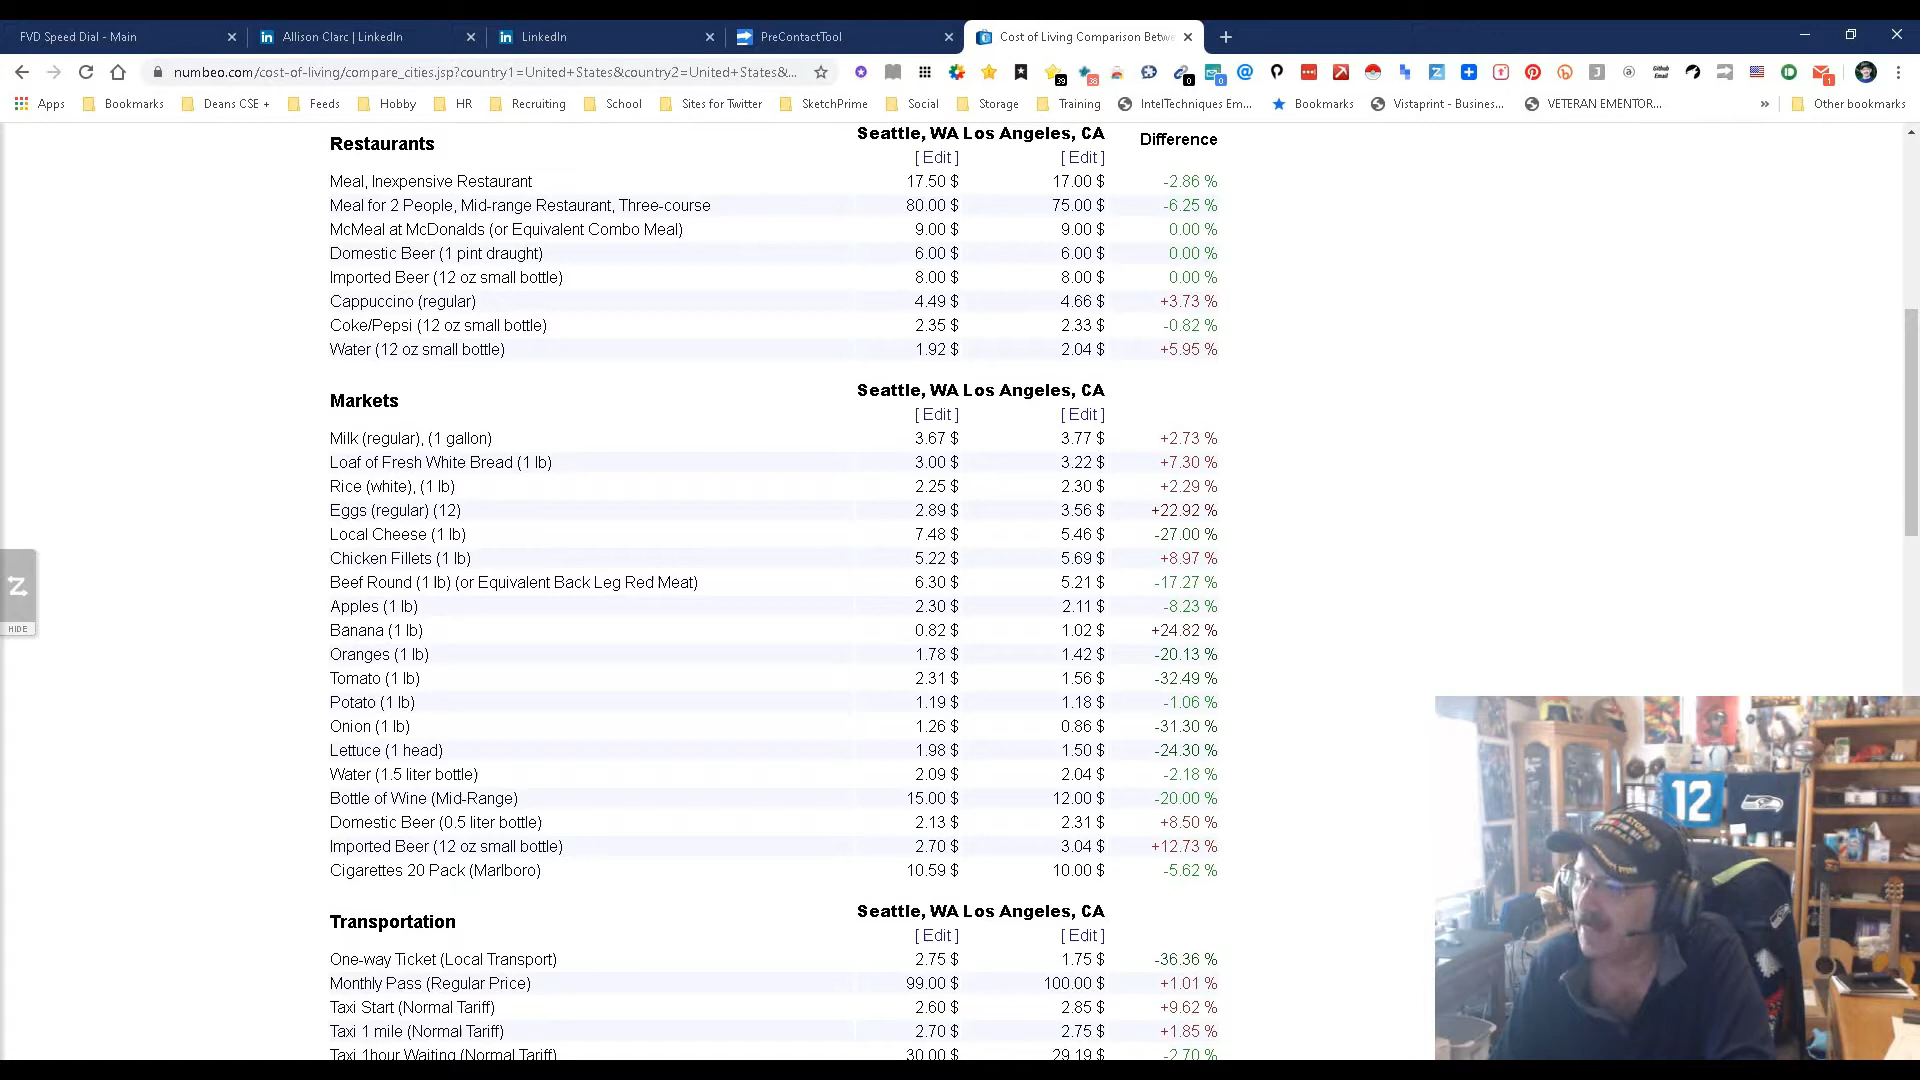 FVD Speed Dial - Main
Allison Clarc | LinkedIn
LinkedIn
PreContactTool
Cost of Living Comparison Betwe
numbeo.com/cost-of-living/compare_cities.jsp?country1=United+States&country2=United+States&...
Apps Bookmarks Deans CSE + Feeds Hobby HR Recruiting School Sites for Twitter SketchPrime Social Storage Training IntelTechniques Em... Bookmarks Vistaprint - Busines... VETERAN EMENTOR... » Other bookmarks
Restaurants Seattle, WA Los Angeles, CA Difference
[ Edit ] [ Edit ]
Meal, Inexpensive Restaurant 17.50 $ 17.00 $ -2.86 %
Meal for 2 People, Mid-range Restaurant, Three-course 80.00 $ 75.00 $ -6.25 %
McMeal at McDonalds (or Equivalent Combo Meal) 9.00 $ 9.00 $ 0.00 %
Domestic Beer (1 pint draught) 6.00 $ 6.00 $ 0.00 %
Imported Beer (12 oz small bottle) 8.00 $ 8.00 $ 0.00 %
Cappuccino (regular) 4.49 $ 4.66 $ +3.73 %
Coke/Pepsi (12 oz small bottle) 2.35 $ 2.33 $ -0.82 %
Water (12 oz small bottle) 1.92 $ 2.04 $ +5.95 %
Markets Seattle, WA Los Angeles, CA
[ Edit ] [ Edit ]
Milk (regular), (1 gallon) 3.67 $ 3.77 $ +2.73 %
Loaf of Fresh White Bread (1 lb) 3.00 $ 3.22 $ +7.30 %
Rice (white), (1 lb) 2.25 $ 2.30 $ +2.29 %
Eggs (regular) (12) 2.89 $ 3.56 $ +22.92 %
Local Cheese (1 lb) 7.48 $ 5.46 $ -27.00 %
Chicken Fillets (1 lb) 5.22 $ 5.69 $ +8.97 %
Beef Round (1 lb) (or Equivalent Back Leg Red Meat) 6.30 $ 5.21 $ -17.27 %
Apples (1 lb) 2.30 $ 2.11 $ -8.23 %
Banana (1 lb) 0.82 $ 1.02 $ +24.82 %
Oranges (1 lb) 1.78 $ 1.42 $ -20.13 %
Tomato (1 lb) 2.31 $ 1.56 $ -32.49 %
Potato (1 lb) 1.19 $ 1.18 $ -1.06 %
Onion (1 lb) 1.26 $ 0.86 $ -31.30 %
Lettuce (1 head) 1.98 $ 1.50 $ -24.30 %
Water (1.5 liter bottle) 2.09 $ 2.04 $ -2.18 %
Bottle of Wine (Mid-Range) 15.00 $ 12.00 $ -20.00 %
Domestic Beer (0.5 liter bottle) 2.13 $ 2.31 $ +8.50 %
Imported Beer (12 oz small bottle) 2.70 $ 3.04 $ +12.73 %
Cigarettes 20 Pack (Marlboro) 10.59 $ 10.00 $ -5.62 %
Transportation Seattle, WA Los Angeles, CA
[ Edit ] [ Edit ]
One-way Ticket (Local Transport) 2.75 $ 1.75 $ -36.36 %
Monthly Pass (Regular Price) 99.00 $ 100.00 $ +1.01 %
Taxi Start (Normal Tariff) 2.60 $ 2.85 $ +9.62 %
Taxi 1 mile (Normal Tariff) 2.70 $ 2.75 $ +1.85 %
Taxi 1hour Waiting (Normal Tariff) 30.00 $ 29.19 $ -2.70 %
HIDE
12